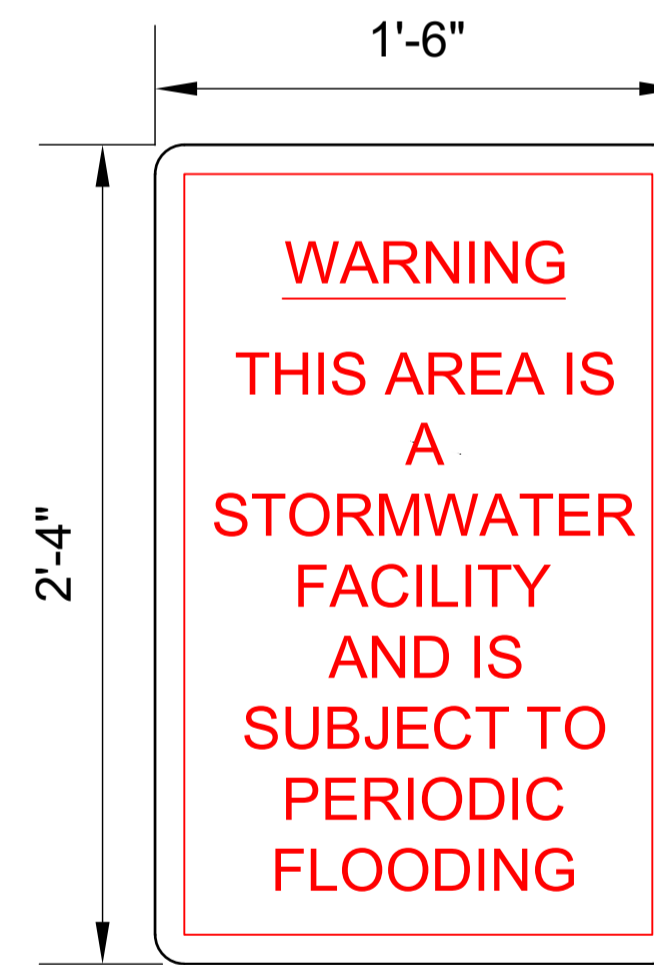 1'-6"
2'-4"
WARNING
THIS AREA IS
A
STORMWATER
FACILITY
AND IS
SUBJECT TO
PERIODIC
FLOODING